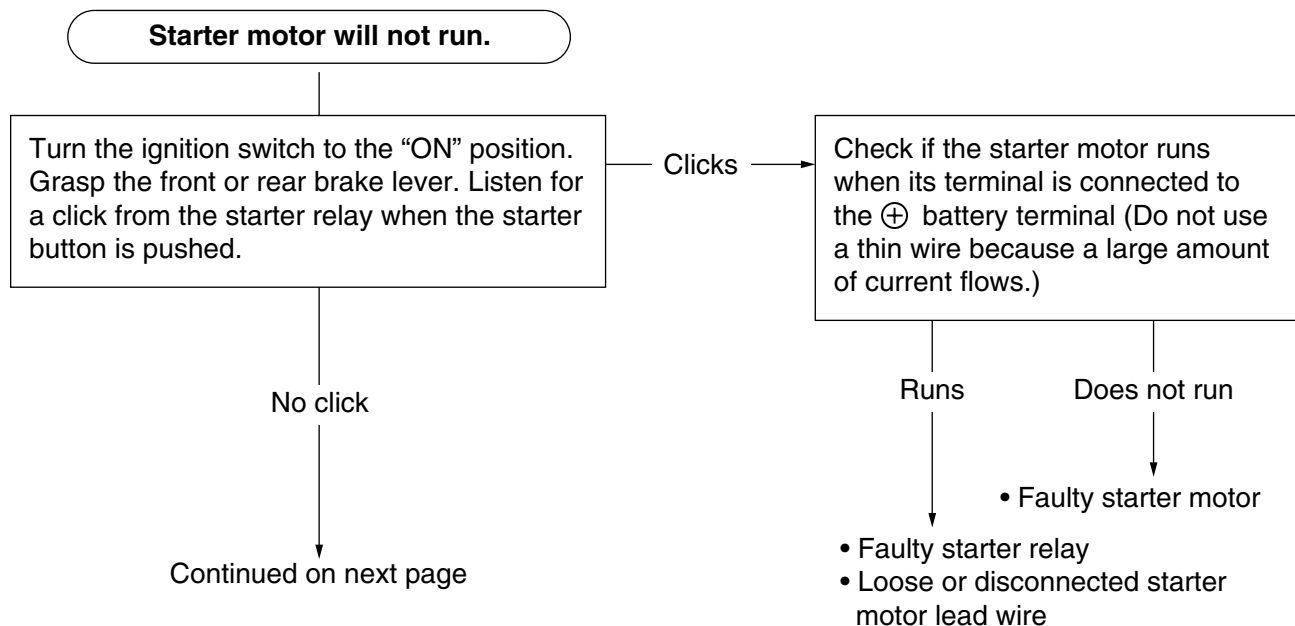 Starter motor will not run.
Turn the ignition switch to the “ON” position.
Grasp the front or rear brake lever. Listen for
a click from the starter relay when the starter
button is pushed.
Clicks
Check if the starter motor runs
when its terminal is connected to
the ⊕ battery terminal (Do not use
a thin wire because a large amount
of current flows.)
No click
Continued on next page
Runs
Does not run
• Faulty starter motor
• Faulty starter relay
• Loose or disconnected starter
motor lead wire